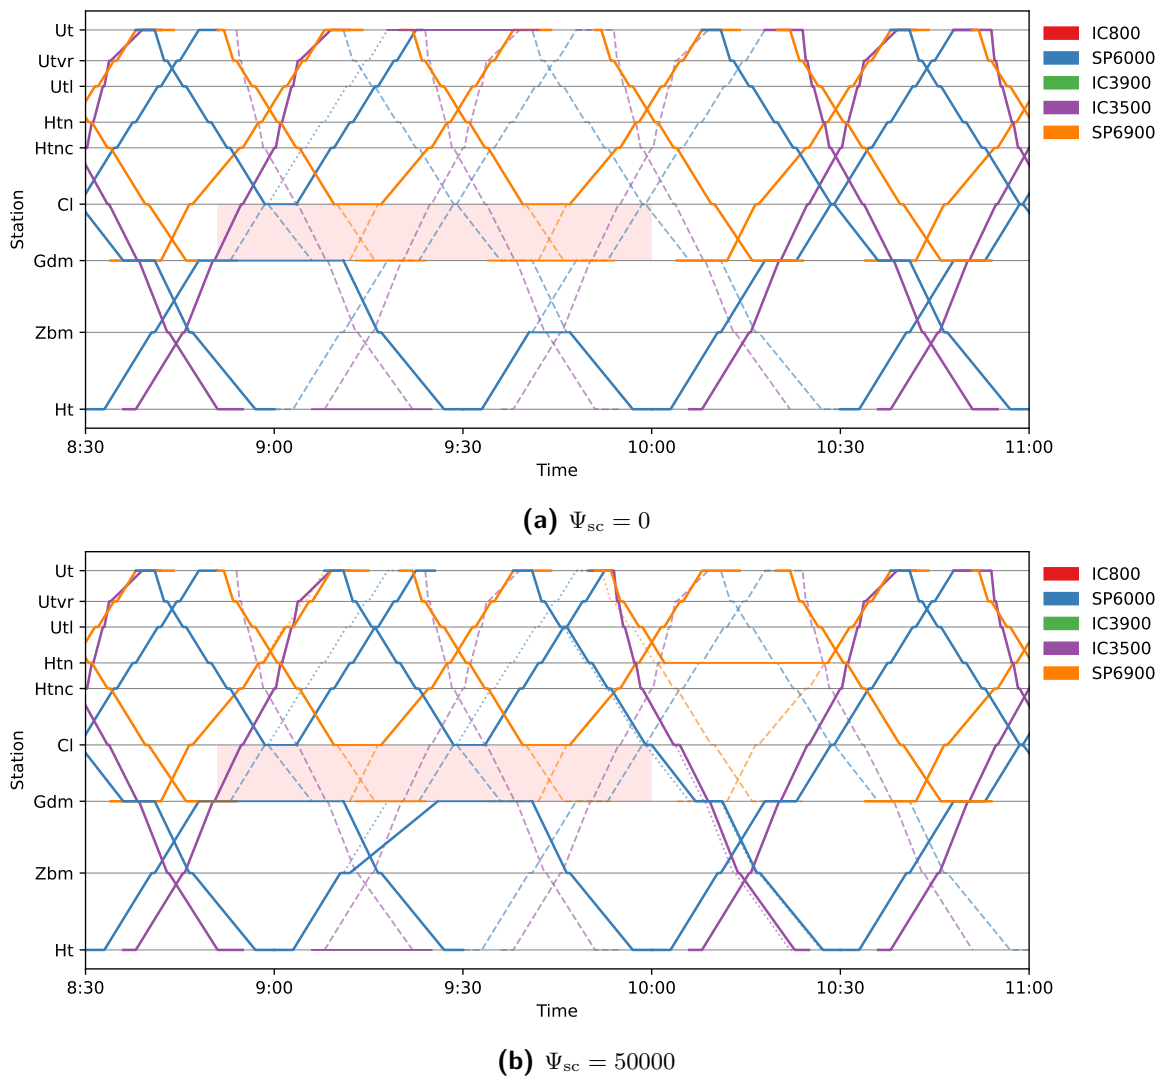 Ut
Utvr
Utl
Htn
Htnc
Cl
Gdm
Zbm
Ht
Station
8:30 9:00 9:30 10:00 10:30 11:00
Time
IC800
SP6000
IC3900
IC3500
SP6900
(a) Ψsc = 0
Ut
Utvr
Utl
Htn
Htnc
Cl
Gdm
Zbm
Ht
Station
8:30 9:00 9:30 10:00 10:30 11:00
Time
IC800
SP6000
IC3900
IC3500
SP6900
(b) Ψsc = 50000